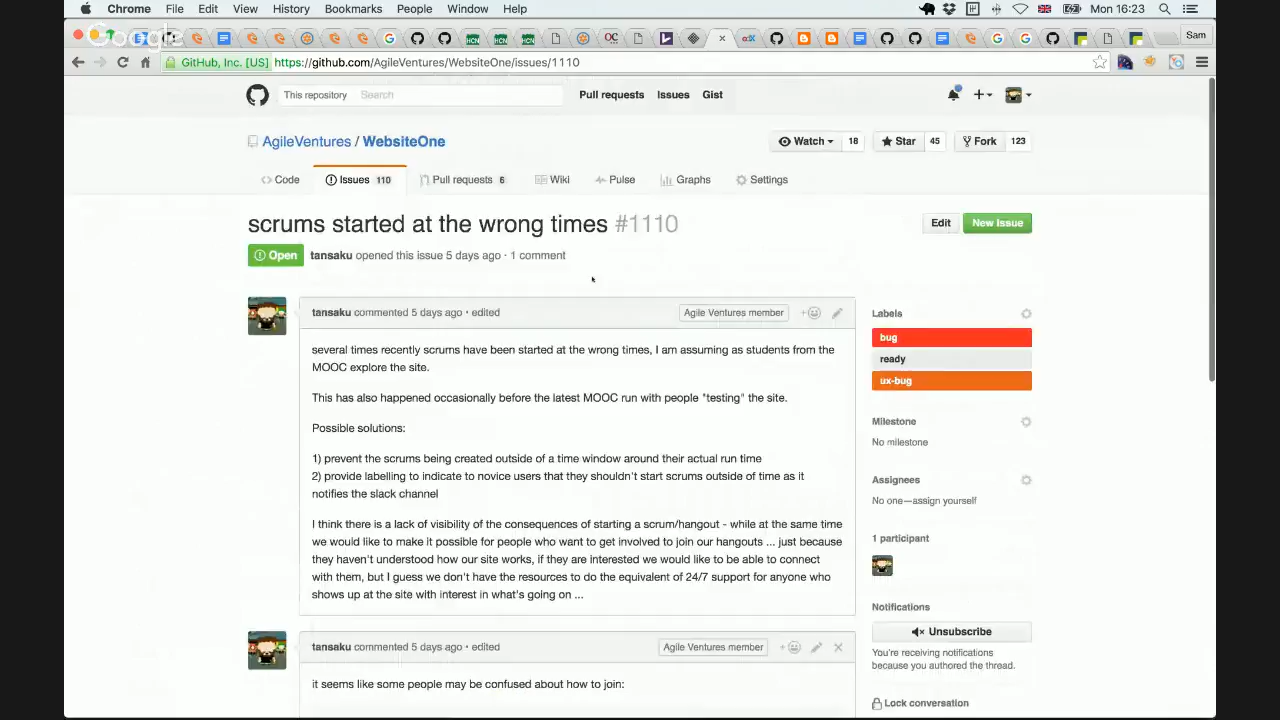 Chrome File Edit View History Bookmarks People Window Help Mon 16:23
Google
Sam
GitHub, Inc. [US] https://github.com/AgileVentures/WebsiteOne/issues/1110
This repository Search Pull requests Issues Gist
AgileVentures / WebsiteOne Watch 18 Star 45 Fork 123
Code Issues 110 Pull requests 6 Wiki Pulse Graphs Settings
scrums started at the wrong times #1110 Edit New Issue
Open tansaku opened this issue 5 days ago · 1 comment
tansaku commented 5 days ago · edited Agile Ventures member
several times recently scrums have been started at the wrong times, I am assuming as students from the
MOOC explore the site.
This has also happened occasionally before the latest MOOC run with people "testing" the site.
Possible solutions:
1) prevent the scrums being created outside of a time window around their actual run time
2) provide labelling to indicate to novice users that they shouldn't start scrums outside of time as it
notifies the slack channel
I think there is a lack of visibility of the consequences of starting a scrum/hangout - while at the same time
we would like to make it possible for people who want to get involved to join our hangouts ... just because
they haven't understood how our site works, if they are interested we would like to be able to connect
with them, but I guess we don't have the resources to do the equivalent of 24/7 support for anyone who
shows up at the site with interest in what's going on ...
tansaku commented 5 days ago · edited Agile Ventures member
it seems like some people may be confused about how to join:
Labels
bug
ready
ux-bug
Milestone
No milestone
Assignees
No one—assign yourself
1 participant
Notifications
Unsubscribe
You're receiving notifications
because you authored the thread.
Lock conversation